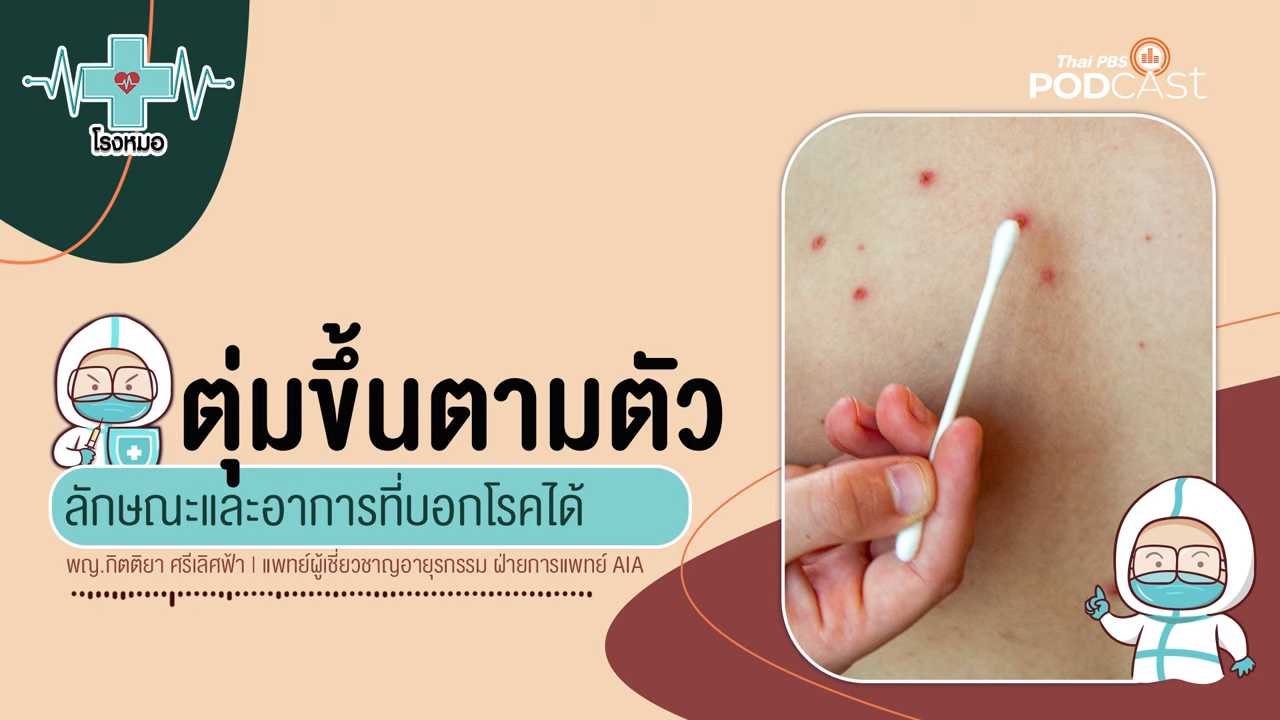 โรงหมอ
Thai PBS
PODCAST
ตุ่มขึ้นตามตัว
ลักษณะและอาการที่บอกโรคได้
พญ.กิตติยา ศรีเลิศฟ้า | แพทย์ผู้เชี่ยวชาญอายุรกรรม ฝ่ายการแพทย์ AIA